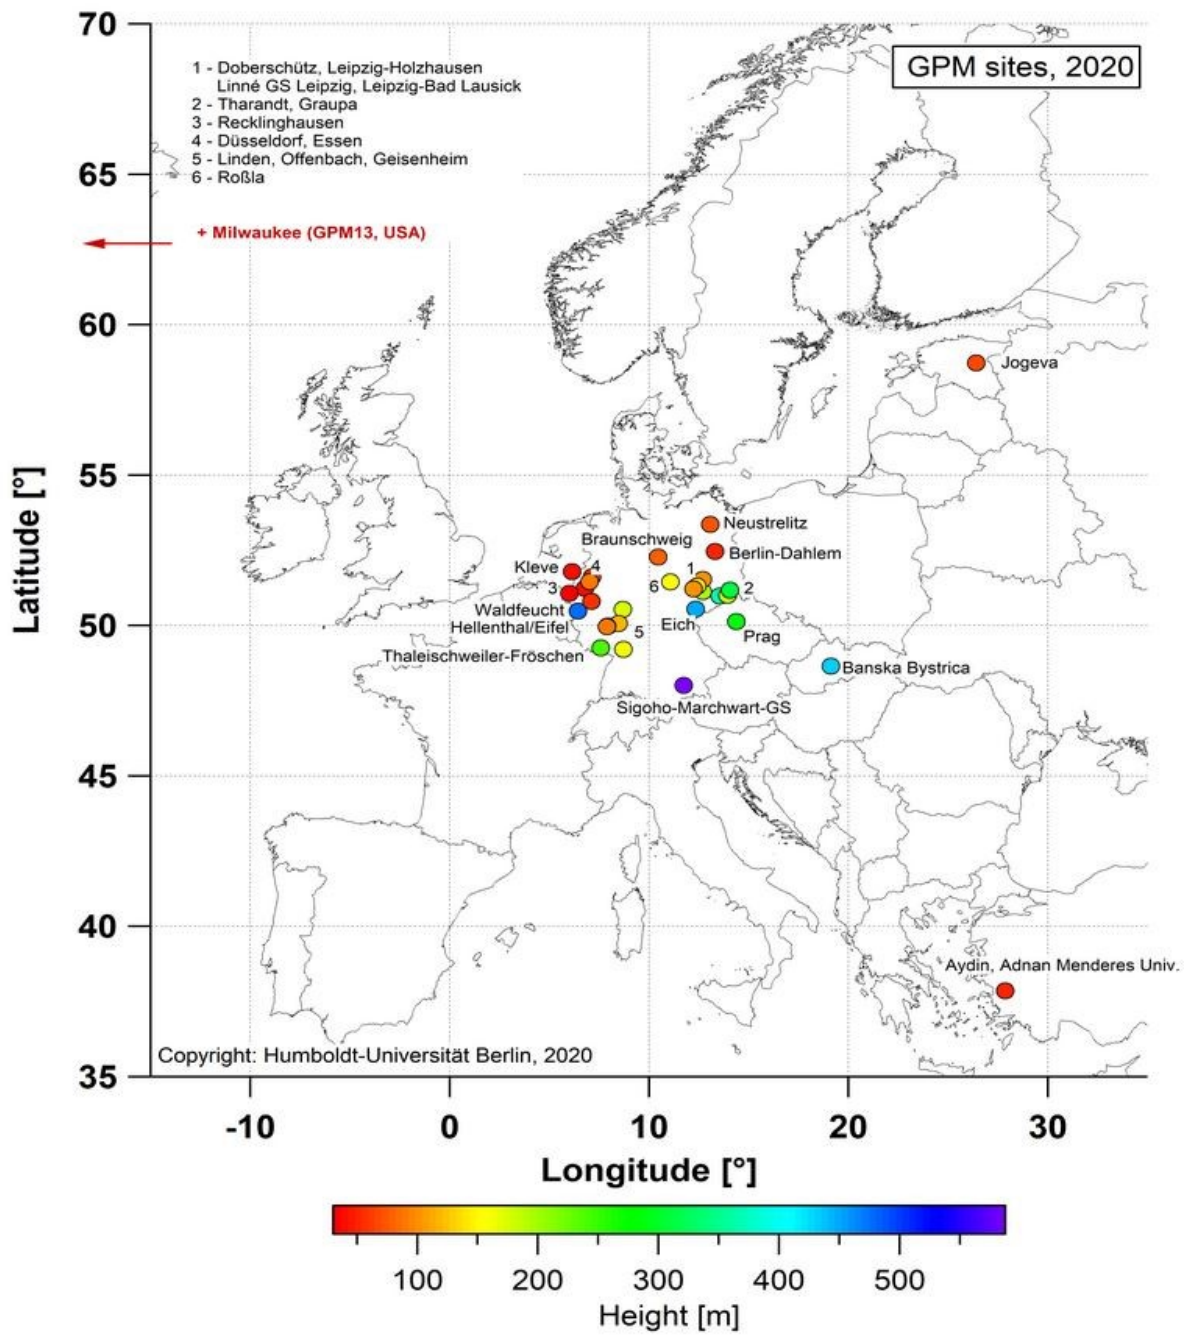 70
1 - Doberschütz, Leipzig-Holzhausen
Linné GS Leipzig, Leipzig-Bad Lausick
2 - Tharandt, Graupa
3 - Recklinghausen
4 - Düsseldorf, Essen
5 - Linden, Offenbach, Geisenheim
6 - Roßla
GPM sites, 2020
65
+ Milwaukee (GPM13, USA)
60
Jogeva
55
Neustrelitz
Braunschweig
Berlin-Dahlem
Kleve
4
1
3
6
2
Waldfeucht
Hellenthal/Eifel
5
Eich
Prag
50
Thaleischweiler-Fröschen
Banska Bystrica
Sigoho-Marchwart-GS
45
40
Aydin, Adnan Menderes Univ.
Copyright: Humboldt-Universität Berlin, 2020
35
Latitude [°]
-10 0 10 20 30
Longitude [°]
100 200 300 400 500
Height [m]